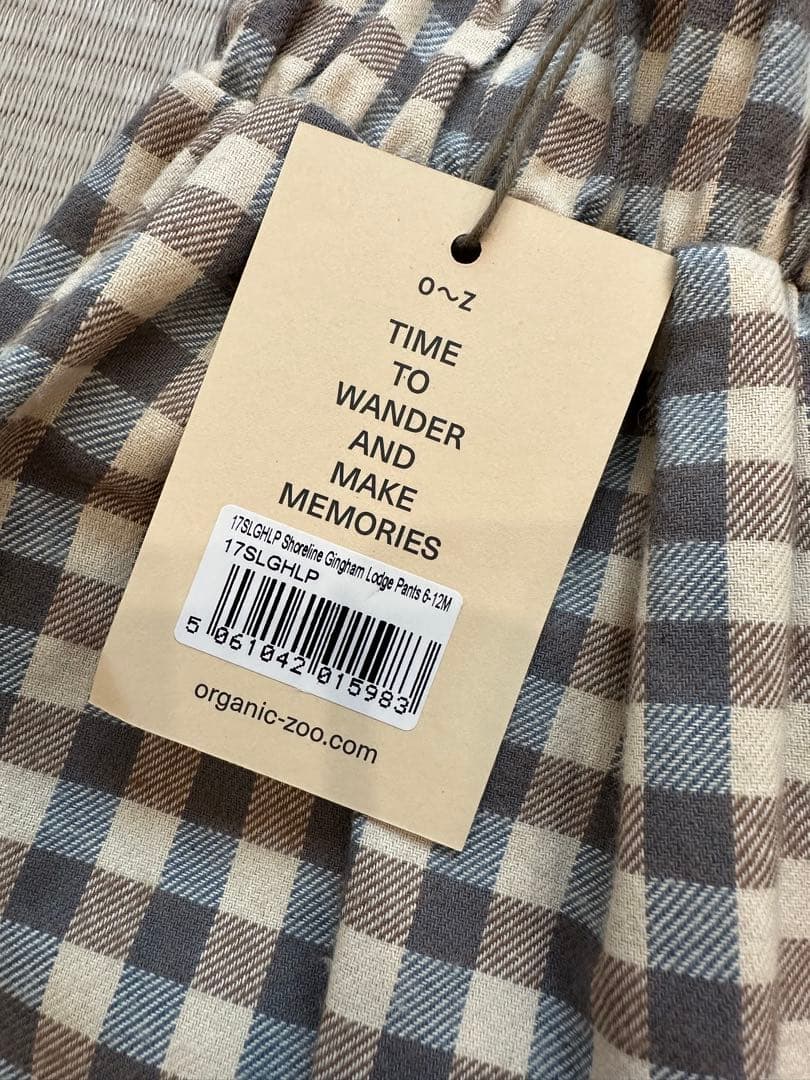 O~Z
TIME
TO
WANDER
AND
MAKE
MEMORIES
17SLGHLP Shoreline Gingham Lodge Pants 6-12M
17SLGHLP
5 061042 015983
organic-zoo.com